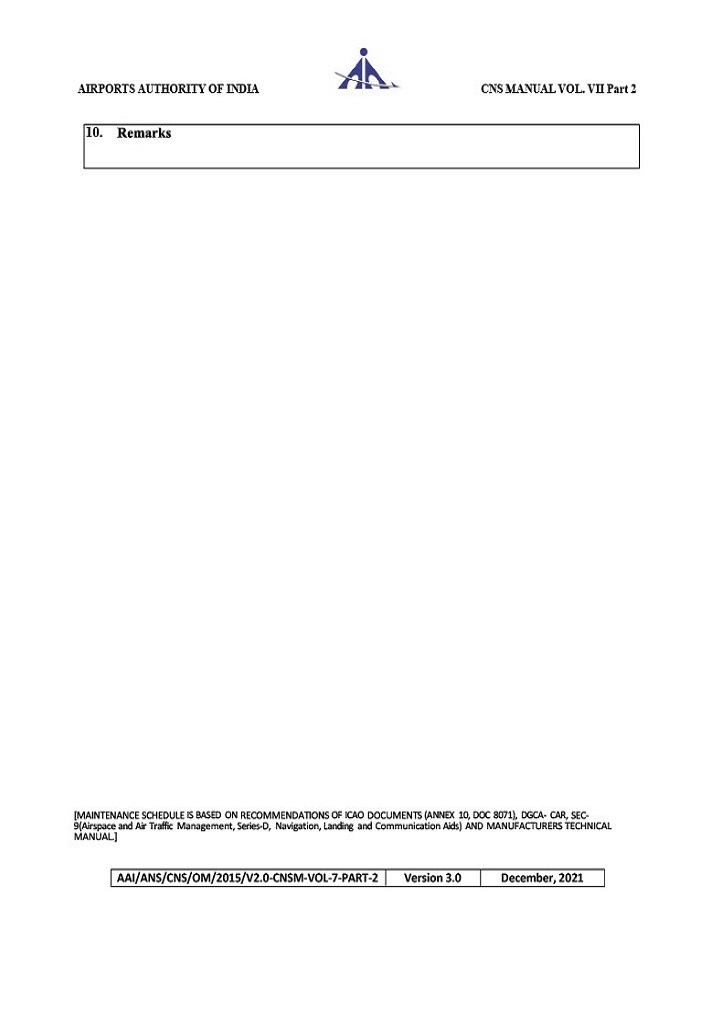 AIRPORTS AUTHORITY OF INDIA
CNS MANUAL VOL. VII Part 2
10. Remarks
[MAINTENANCE SCHEDULE IS BASED ON RECOMMENDATIONS OF ICAO DOCUMENTS (ANNEX 10, DOC 8071), DGCA- CAR, SEC-
9(Airspace and Air Traffic Management, Series-D, Navigation, Landing and Communication Aids) AND MANUFACTURERS TECHNICAL
MANUAL.]
AAI/ANS/CNS/OM/2015/V2.0-CNSM-VOL-7-PART-2 Version 3.0 December, 2021